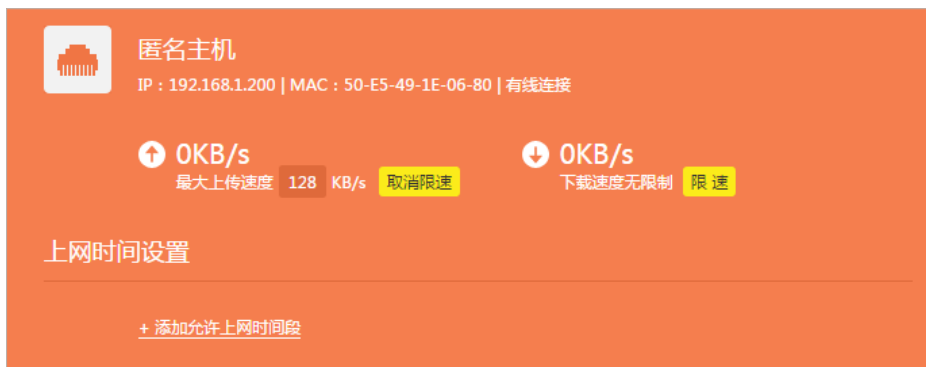 匿名主机
IP：192.168.1.200 | MAC：50-E5-49-1E-06-80 | 有线连接
0KB/s
最大上传速度 128 KB/s 取消限速
0KB/s
下载速度无限制 限 速
上网时间设置
+ 添加允许上网时间段